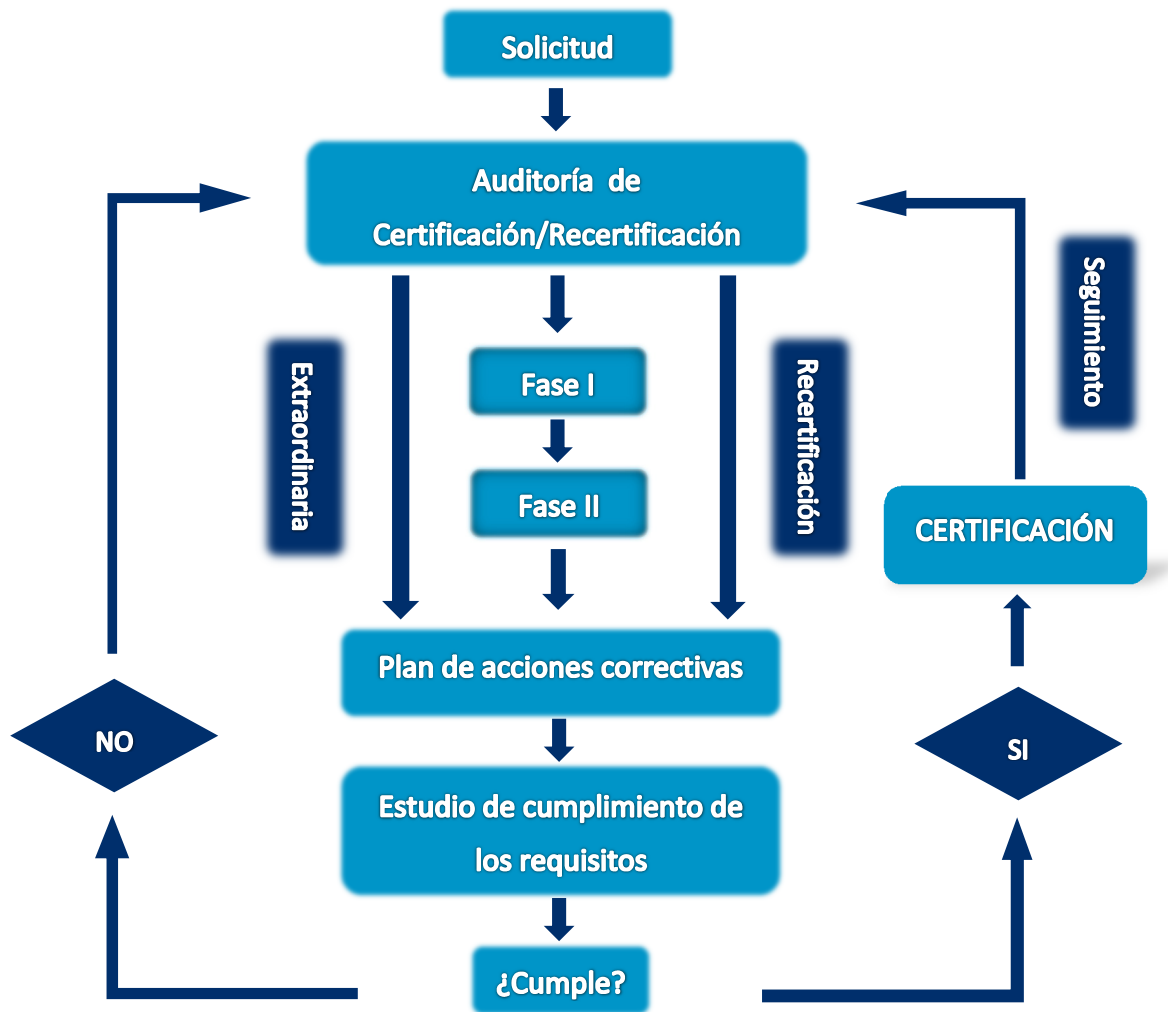 Solicitud
Auditoría de
Certificación/Recertificación
Extraordinaria
Fase I
Fase II
Recertificación
Seguimiento
CERTIFICACIÓN
Plan de acciones correctivas
NO
SI
Estudio de cumplimiento de
los requisitos
¿Cumple?